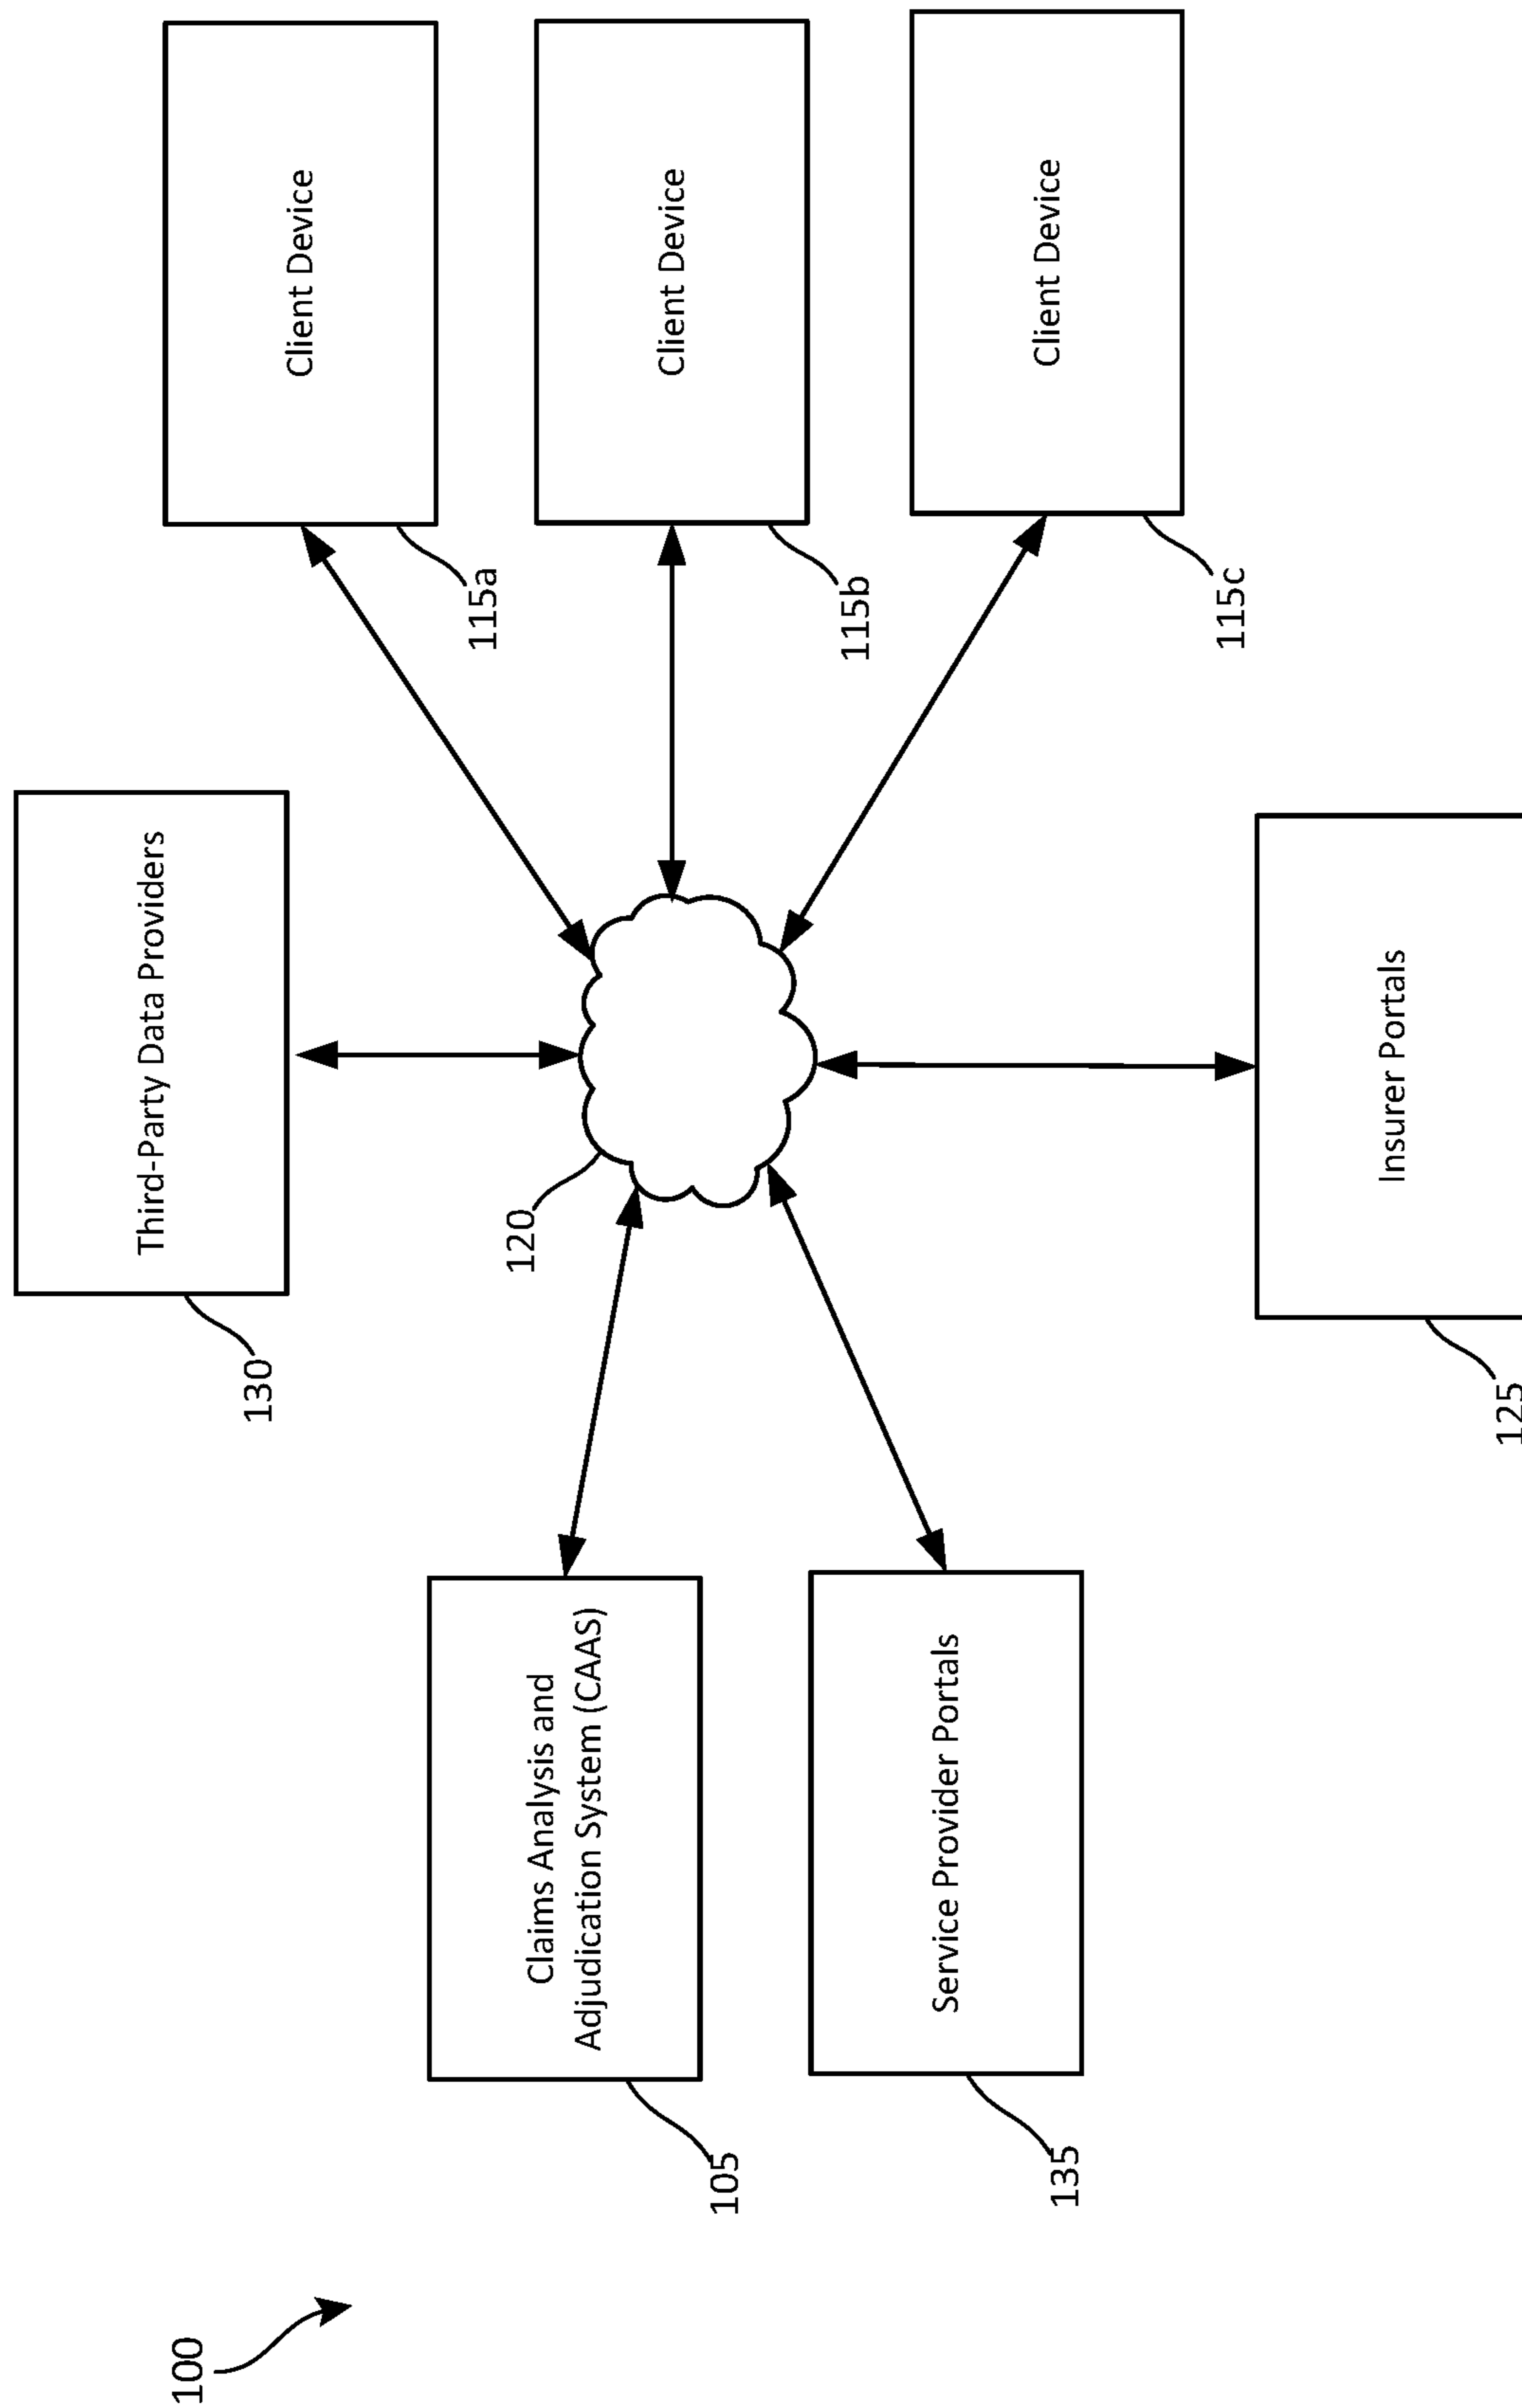 100
Third-Party Data Providers
130
Client Device
115a
120
Claims Analysis and
Adjudication System (CAAS)
105
Client Device
115b
Service Provider Portals
135
Client Device
115c
Insurer Portals
125